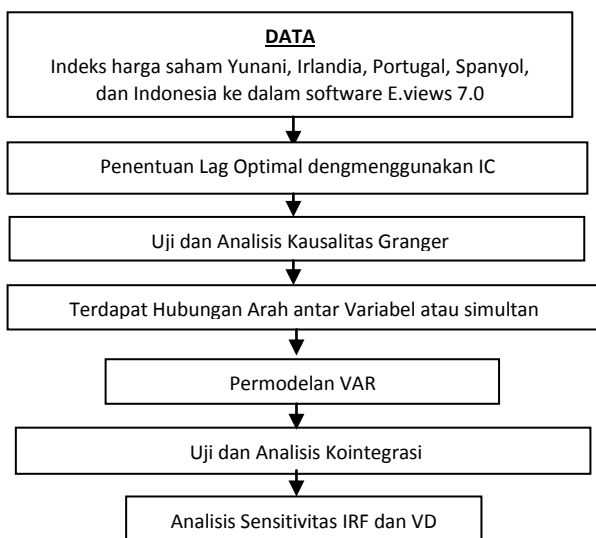 DATA
Indeks harga saham Yunani, Irlandia, Portugal, Spanyol,
dan Indonesia ke dalam software E.views 7.0
Penentuan Lag Optimal dengmenggunakan IC
Uji dan Analisis Kausalitas Granger
Terdapat Hubungan Arah antar Variabel atau simultan
Permodelan VAR
Uji dan Analisis Kointegrasi
Analisis Sensitivitas IRF dan VD